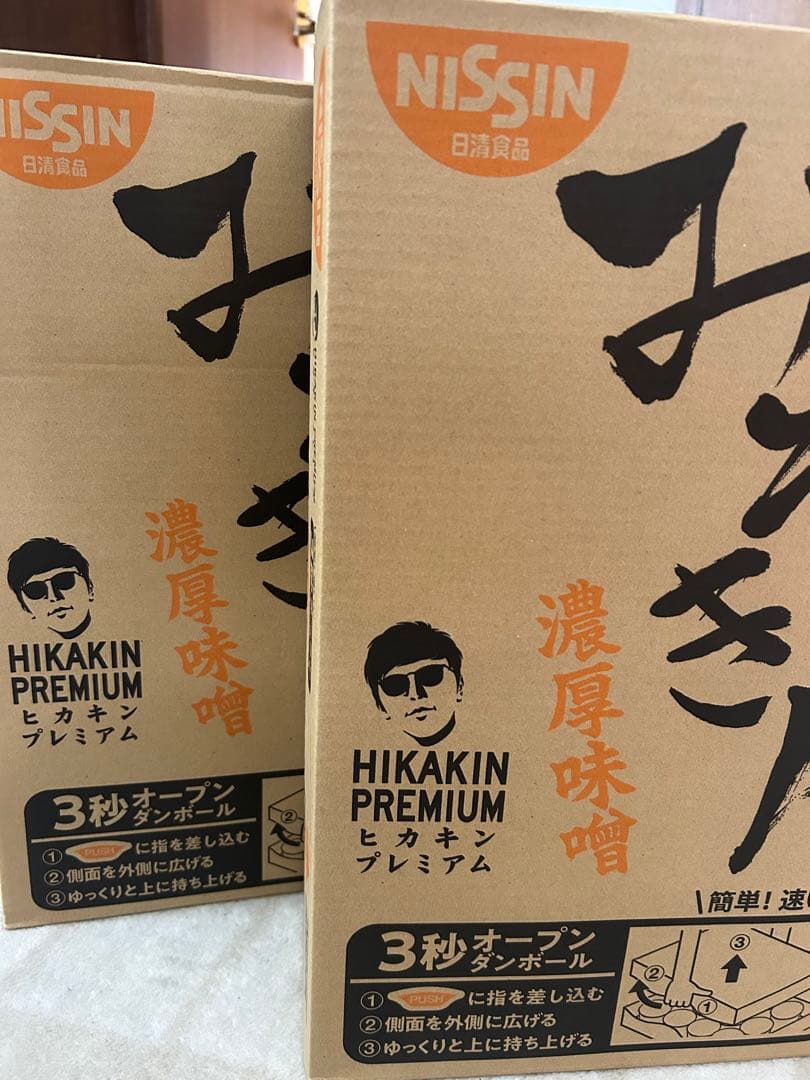 NISSIN
日清食品
み
き
濃厚味噌
HIKAKIN
PREMIUM
ヒカキン
プレミアム
3秒オープン
ダンボール
① PUSH に指を差し込む
② 側面を外側に広げる
③ ゆっくりと上に持ち上げる
②
NISSIN
日清食品
みそきん
濃厚味噌
HIKAKIN
PREMIUM
ヒカキン
プレミアム
\簡単!速い
3秒オープン
ダンボール
① PUSH に指を差し込む
② 側面を外側に広げる
③ ゆっくりと上に持ち上げる
③
②
①